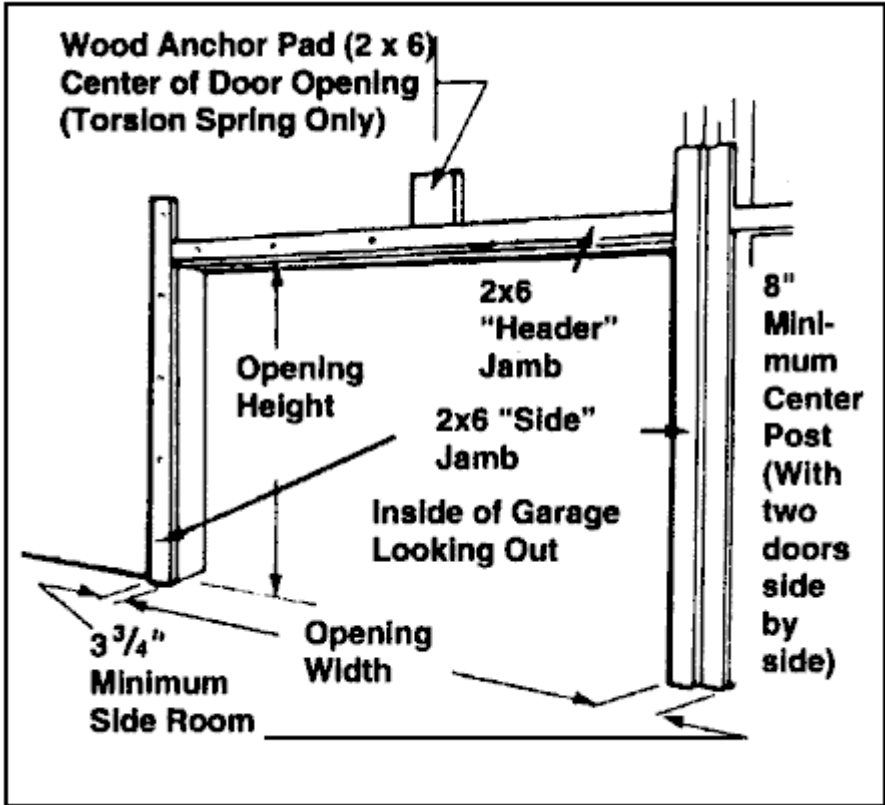 Wood Anchor Pad (2 x 6)
Center of Door Opening
(Torsion Spring Only)
2x6
"Header"
Jamb
8"
Mini-
mum
Center
Post
(With
two
doors
side
by
side)
Opening
Height
2x6 "Side"
Jamb
Inside of Garage
Looking Out
3 3/4"
Minimum
Side Room
Opening
Width